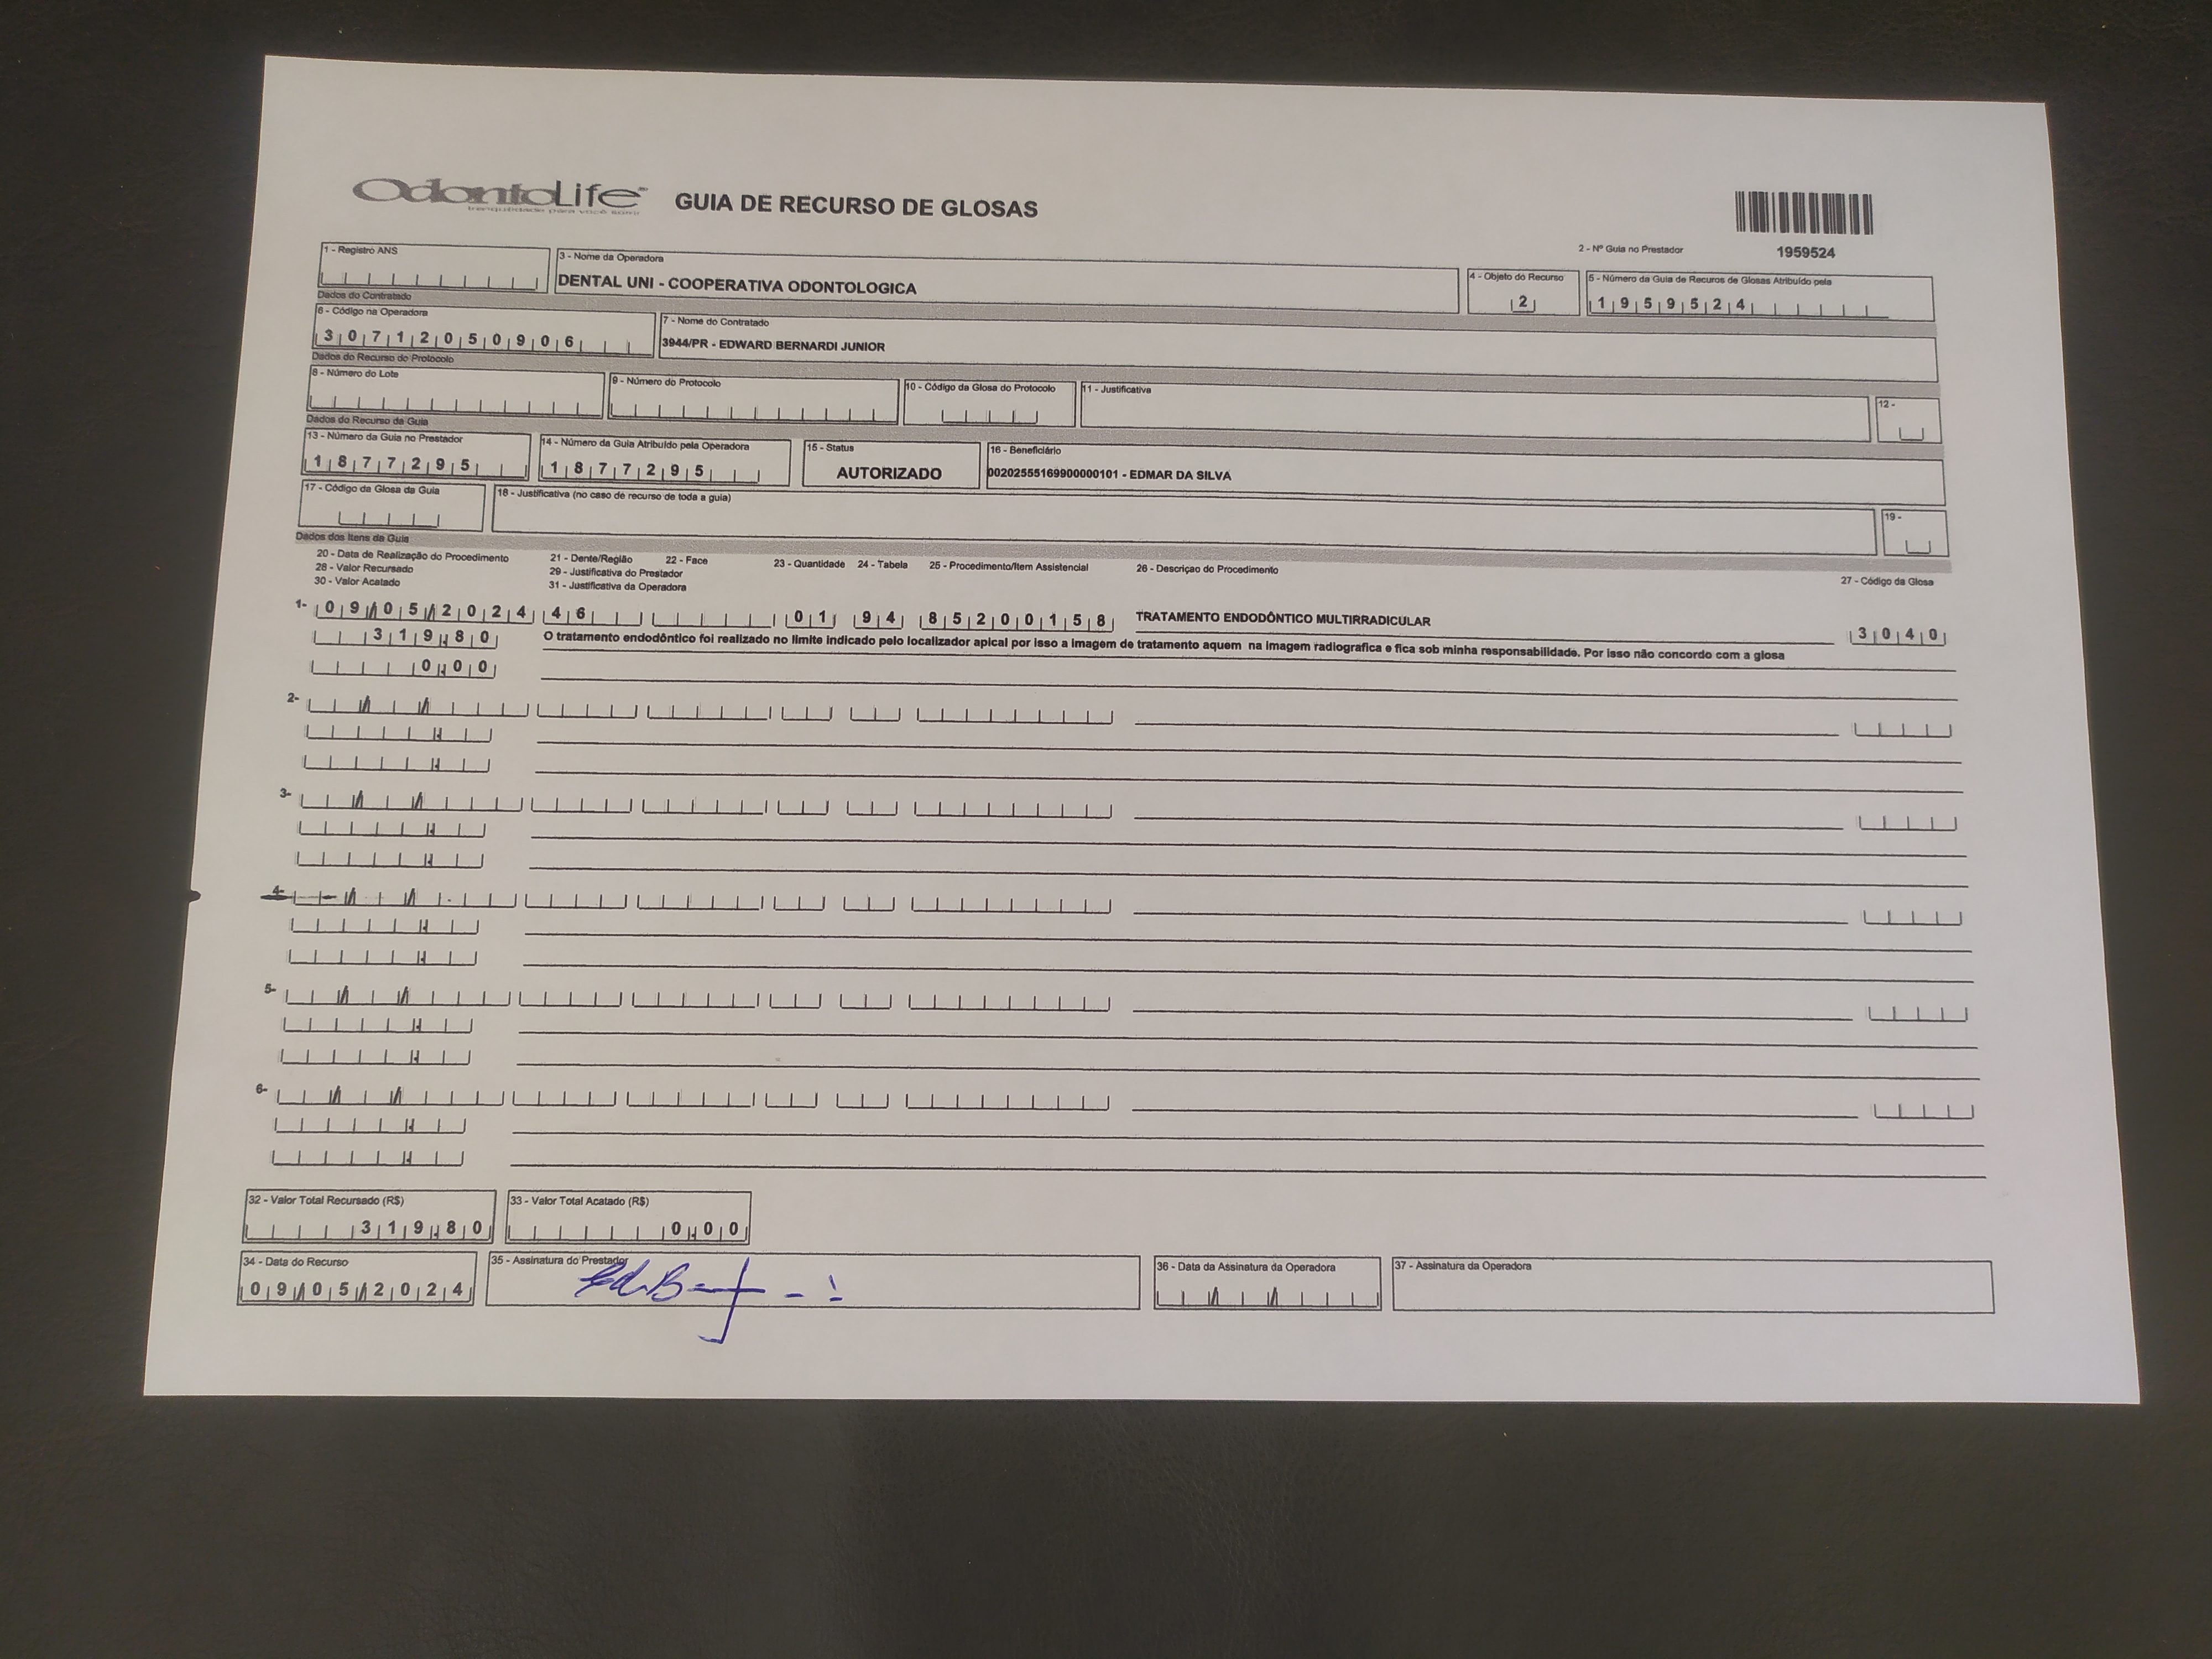 OdontoLife
tranquilidade para você sorrir
GUIA DE RECURSO DE GLOSAS
2 - Nº Guia no Prestador 1959524
1 - Registro ANS
3 - Nome da Operadora
DENTAL UNI - COOPERATIVA ODONTOLOGICA
4 - Objeto do Recurso
2
5 - Número da Guia de Recuros de Glosas Atribuído pela
1959524
Dados do Contratado
6 - Código na Operadora
30712050906
7 - Nome do Contratado
3944/PR - EDWARD BERNARDI JUNIOR
Dados do Recurso do Protocolo
8 - Número do Lote
9 - Número do Protocolo
10 - Código da Glosa do Protocolo
11 - Justificativa
12 -
Dados do Recurso da Guia
13 - Número da Guia no Prestador
1877295
14 - Número da Guia Atribuído pela Operadora
1877295
15 - Status
AUTORIZADO
16 - Beneficiário
00202555169900000101 - EDMAR DA SILVA
17 - Código da Glosa da Guia
18 - Justificativa (no caso de recurso de toda a guia)
19 -
Dados dos Itens da Guia
20 - Data de Realização do Procedimento 21 - Dente/Região 22 - Face 23 - Quantidade 24 - Tabela 25 - Procedimento/Item Assistencial 26 - Descriçao do Procedimento 27 - Código da Glosa
28 - Valor Recursado 29 - Justificativa do Prestador
30 - Valor Acatado 31 - Justificativa da Operadora
1- 09/05/2024 46 01 94 85200158 TRATAMENTO ENDODÔNTICO MULTIRRADICULAR 3040
319,80 O tratamento endodôntico foi realizado no limite indicado pelo localizador apical por isso a imagem de tratamento aquem na imagem radiografica e fica sob minha responsabilidade. Por isso não concordo com a glosa
0,00
2-
3-
4-
5-
6-
32 - Valor Total Recursado (R$)
319,80
33 - Valor Total Acatado (R$)
0,00
34 - Data do Recurso
09/05/2024
35 - Assinatura do Prestador
36 - Data da Assinatura da Operadora
37 - Assinatura da Operadora